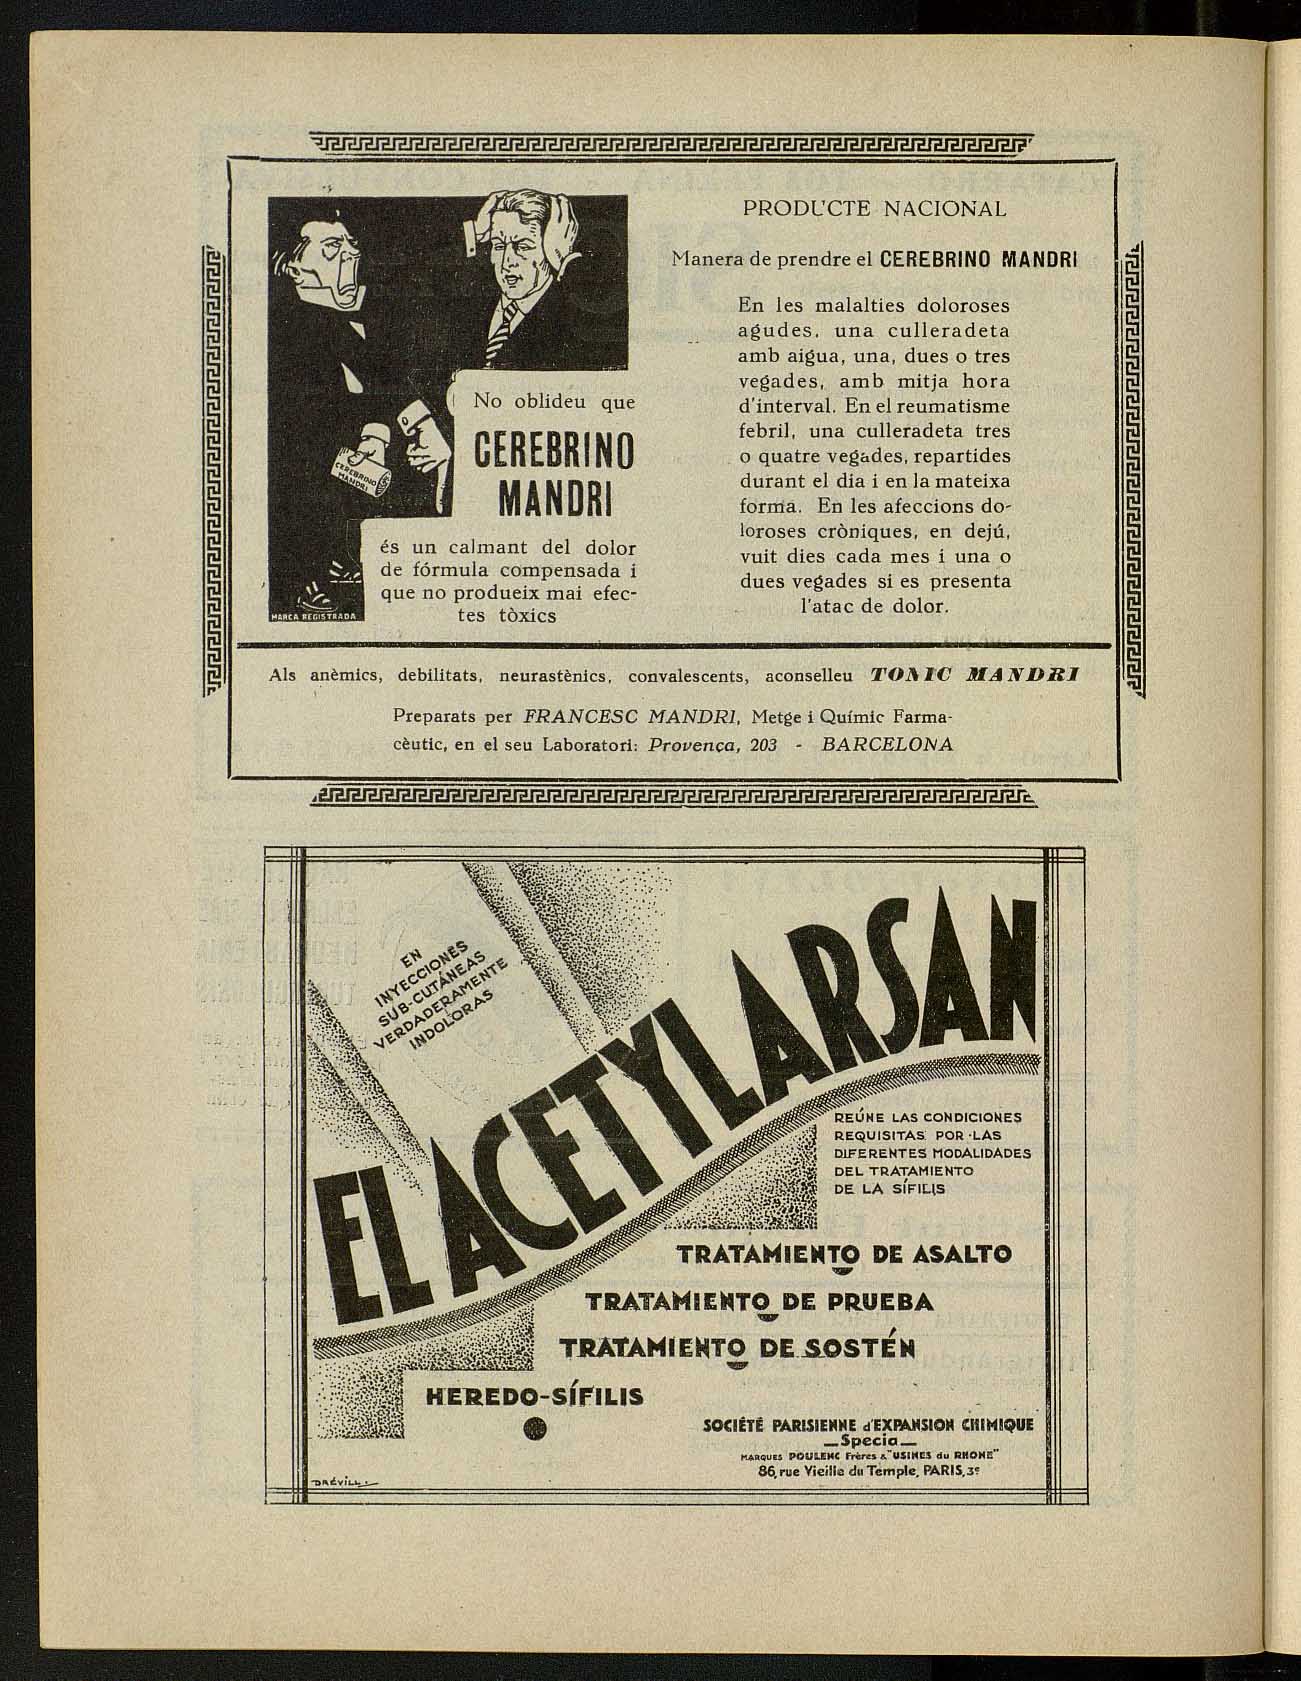 PRODUCTE NACIONAL
Manera de prendre el CEREBRINO MANDRI
En les malalties doloroses
agudes, una culleradeta
amb aigua, una, dues o tres
vegades, amb mitja hora
d'interval. En el reumatisme
febril, una culleradeta tres
o quatre vegades, repartides
durant el dia i en la mateixa
forma. En les afeccions do-
loroses cròniques, en dejú,
vuit dies cada mes i una o
dues vegades si es presenta
l'atac de dolor.
CEREBRINO
MANDRI
No oblideu que
CEREBRINO
MANDRI
és un calmant del dolor
de fórmula compensada i
que no produeix mai efec-
tes tòxics
MARCA REGISTRADA
Als anèmics, debilitats, neurastènics, convalescents, aconselleu TONIC MANDRI
Preparats per FRANCESC MANDRI, Metge i Químic Farma-
cèutic, en el seu Laboratori: Provença, 203 - BARCELONA
EN
INYECCIONES
SUB-CUTÁNEAS
VERDADERAMENTE
INDOLORAS
EL ACETYLARSAN
REÚNE LAS CONDICIONES
REQUISITAS POR LAS
DIFERENTES MODALIDADES
DEL TRATAMIENTO
DE LA SÍFILIS
TRATAMIENTO DE ASALTO
TRATAMIENTO DE PRUEBA
TRATAMIENTO DE SOSTÉN
HEREDO-SÍFILIS
SOCIÉTÉ PARISIENNE d'EXPANSION CHIMIQUE
_Specia_
MARQUES POULENC Frères & "USINES du RHONE"
86, rue Vieille du Temple, PARIS, 3e